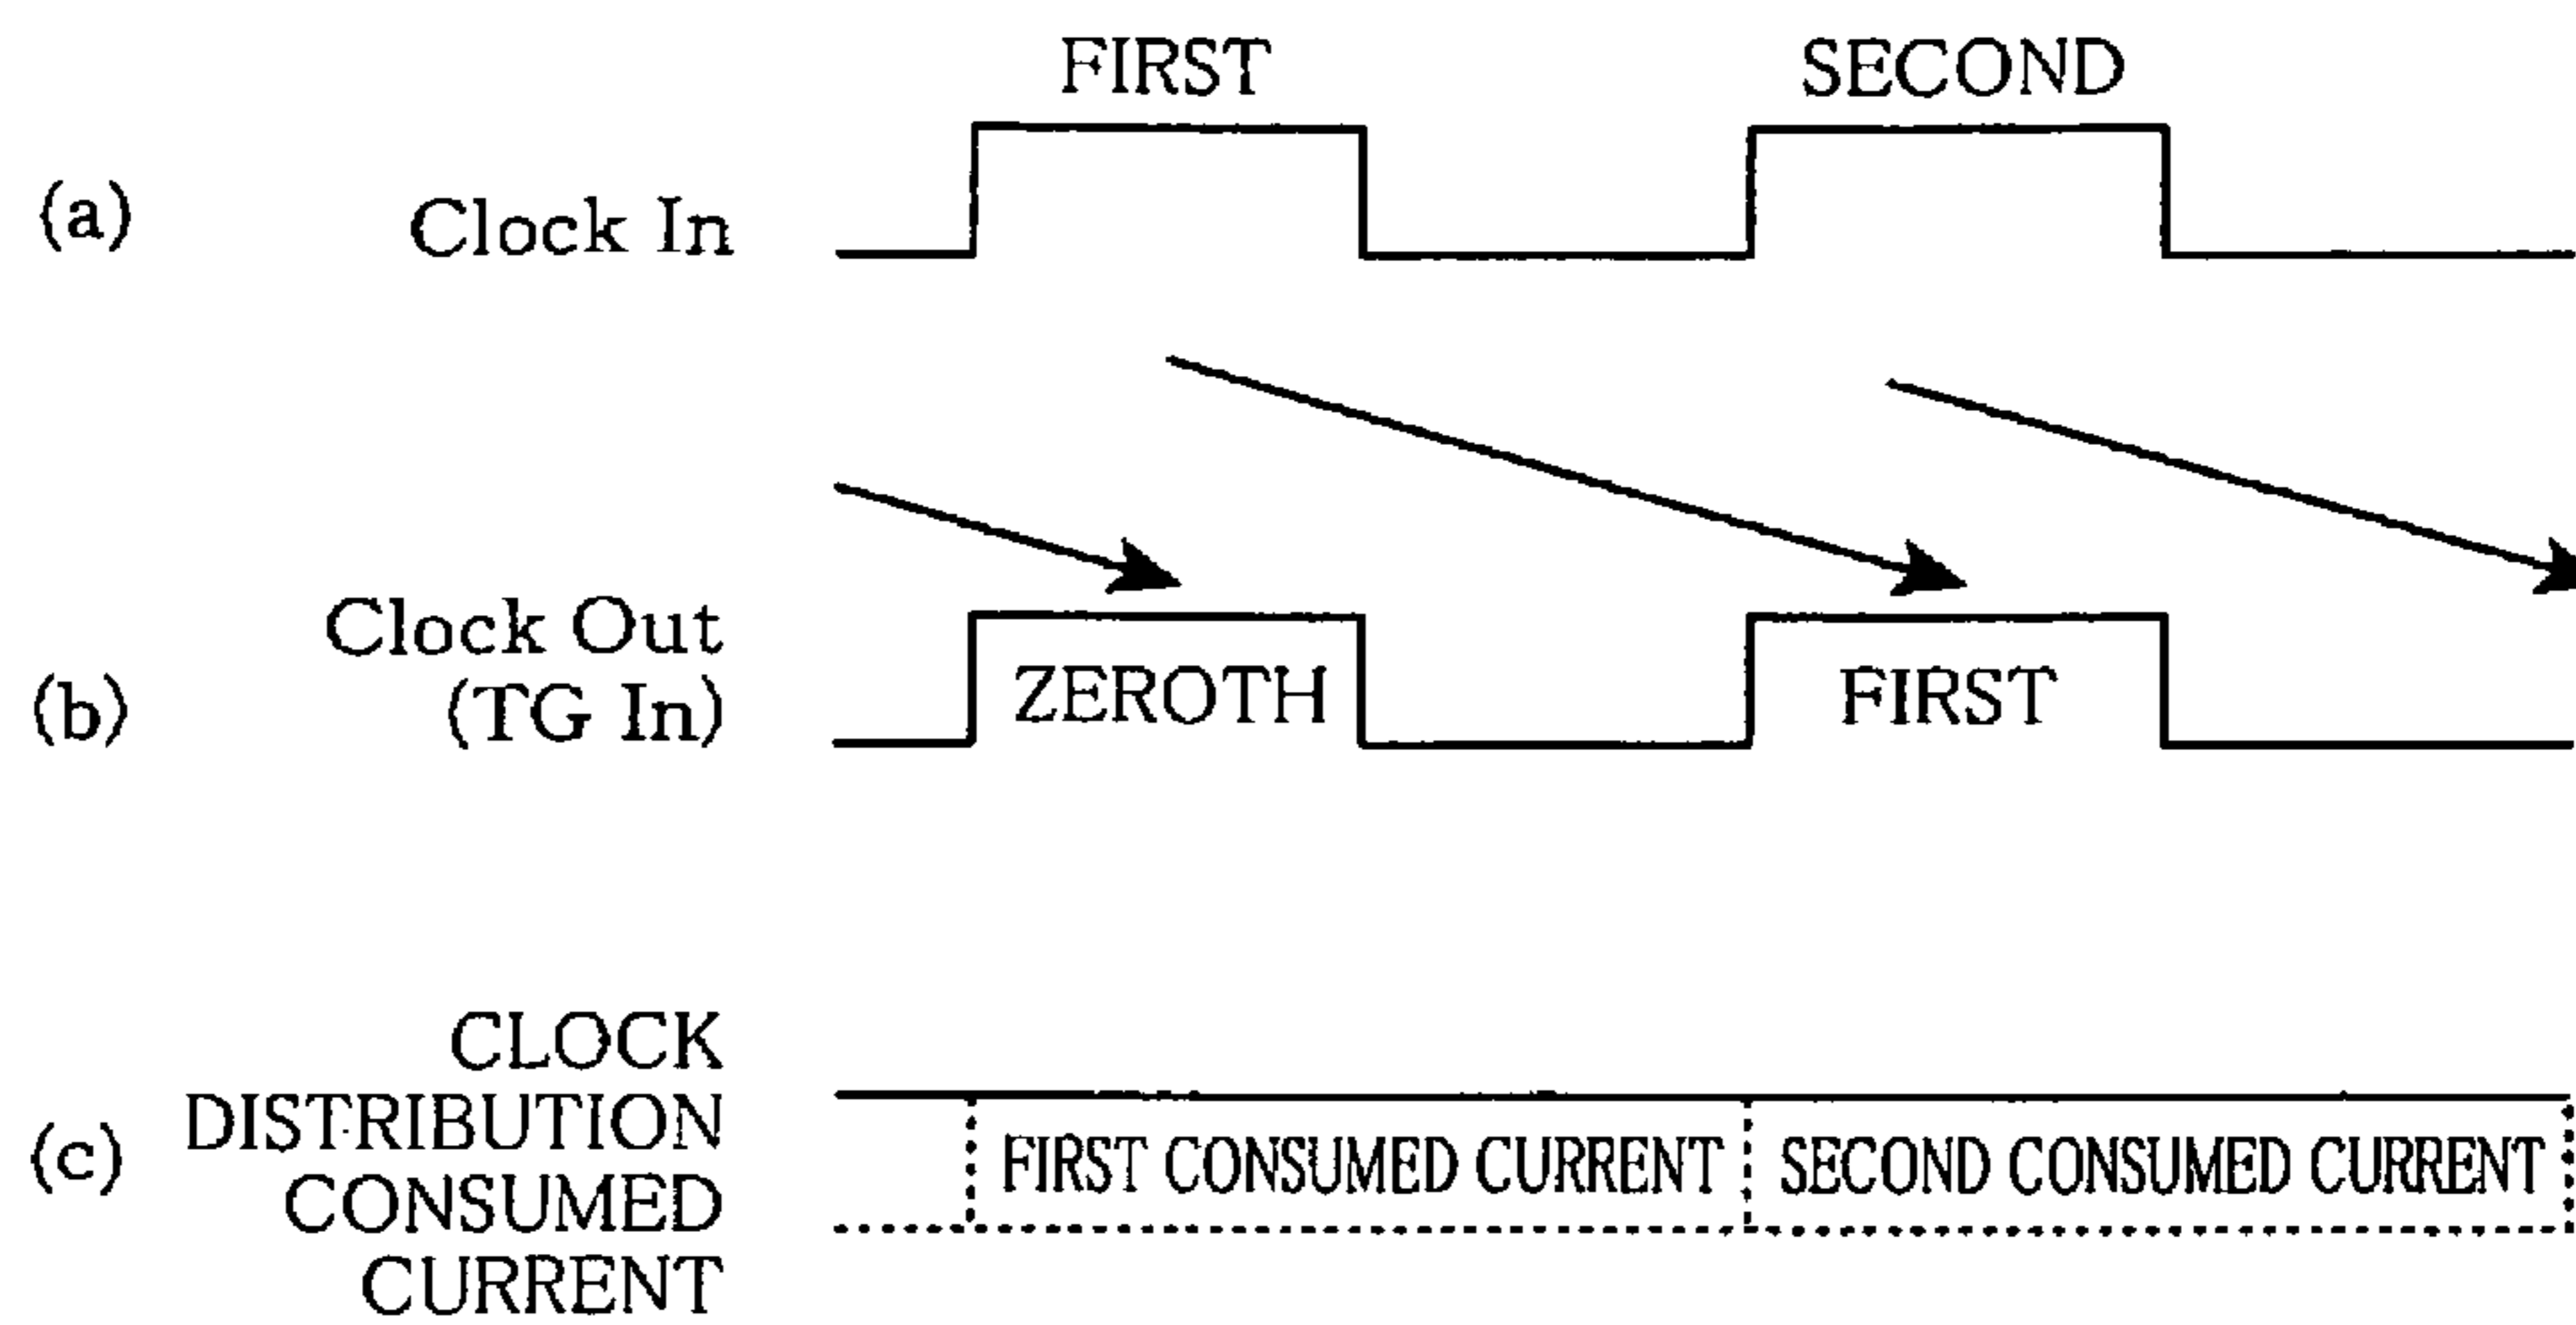 FIRST SECOND
(a) Clock In
Clock Out
(b) (TG In) ZEROTH FIRST
CLOCK
DISTRIBUTION
(c) FIRST CONSUMED CURRENT SECOND CONSUMED CURRENT
CONSUMED
CURRENT